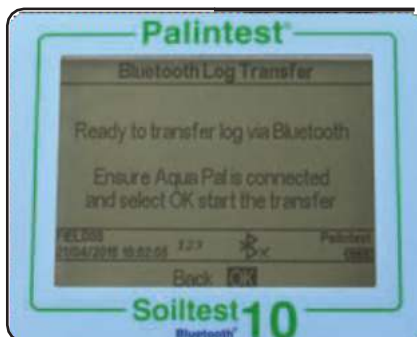 Palintest®
Bluetooth Log Transfer
Ready to transfer log via Bluetooth
Ensure Aqua Pal is connected
and select OK start the transfer
123
Palintest
Back OK
Soiltest 10
Bluetooth®